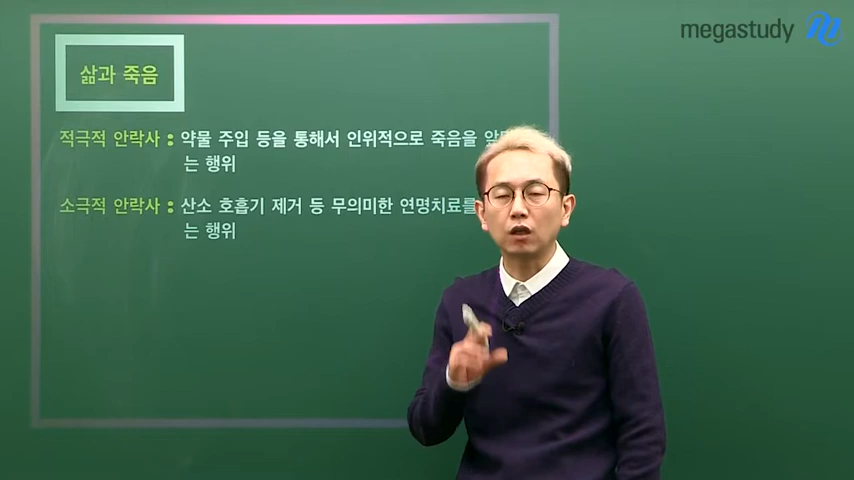 megastudy
삶과 죽음
적극적 안락사 : 약물 주입 등을 통해서 인위적으로 죽음을
는 행위
소극적 안락사 : 산소 호흡기 제거 등 무의미한 연명치료를
는 행위